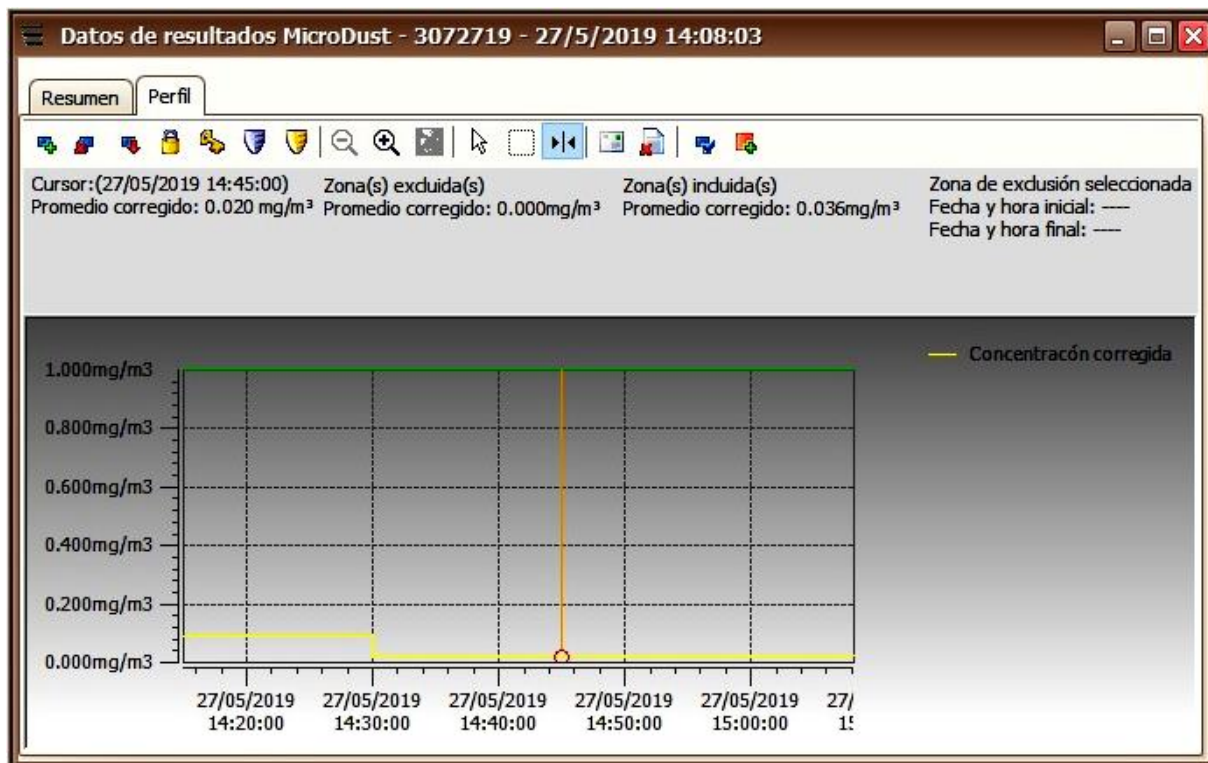 Datos de resultados MicroDust - 3072719 - 27/5/2019 14:08:03
Resumen Perfil
Cursor:(27/05/2019 14:45:00)
Promedio corregido: 0.020 mg/m³
Zona(s) excluida(s)
Promedio corregido: 0.000mg/m³
Zona(s) incluida(s)
Promedio corregido: 0.036mg/m³
Zona de exclusión seleccionada
Fecha y hora inicial: ----
Fecha y hora final: ----
Concentracón corregida
1.000mg/m3
0.800mg/m3
0.600mg/m3
0.400mg/m3
0.200mg/m3
0.000mg/m3
27/05/2019 27/05/2019 27/05/2019 27/05/2019 27/05/2019 27/
14:20:00 14:30:00 14:40:00 14:50:00 15:00:00 15